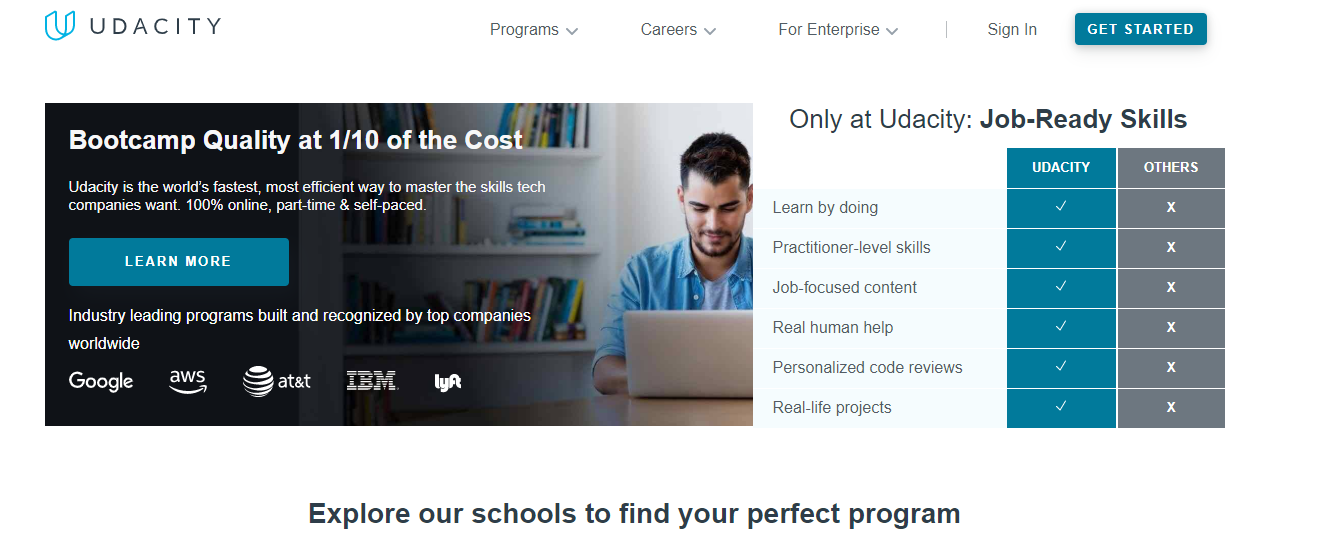 UDACITY
Programs
Careers
For Enterprise
Sign In
GET STARTED
Bootcamp Quality at 1/10 of the Cost
Udacity is the world’s fastest, most efficient way to master the skills tech
companies want. 100% online, part-time & self-paced.
LEARN MORE
Industry leading programs built and recognized by top companies
worldwide
Google
aws
at&t
IBM
lyft
Only at Udacity: Job-Ready Skills
UDACITY OTHERS
Learn by doing ✓ X
Practitioner-level skills ✓ X
Job-focused content ✓ X
Real human help ✓ X
Personalized code reviews ✓ X
Real-life projects ✓ X
Explore our schools to find your perfect program